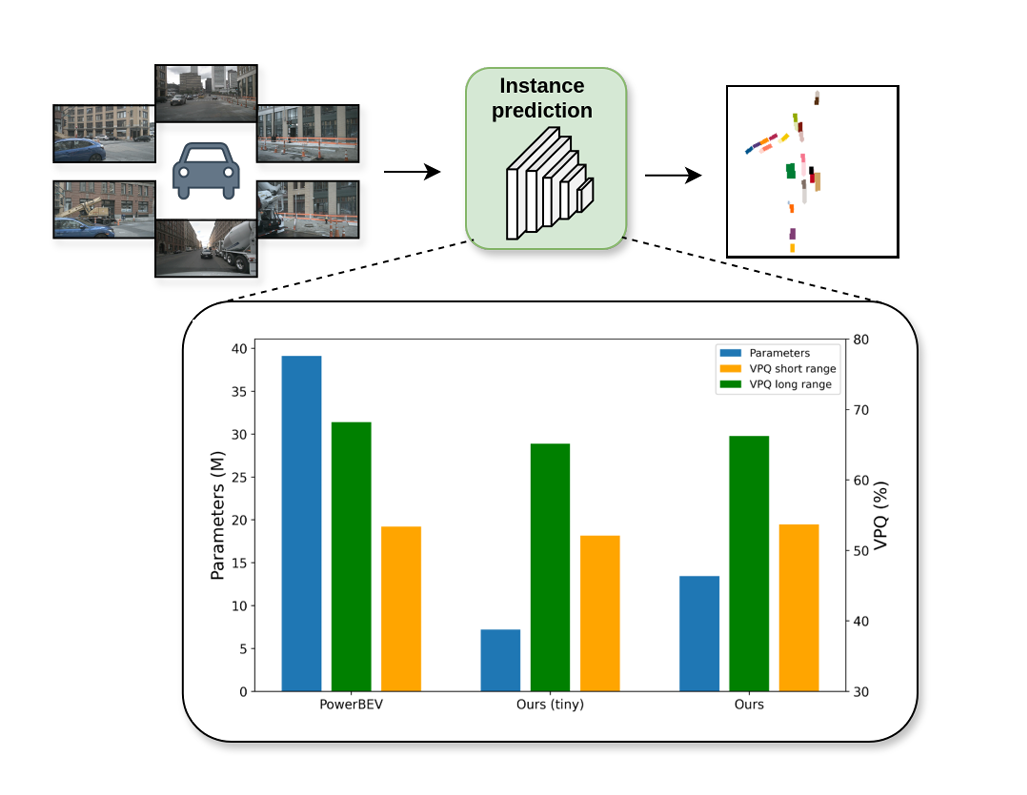 Instance
prediction
Parameters (M)
40
35
30
25
20
15
10
5
0
Parameters
VPQ short range
VPQ long range
80
70
60
50
40
30
VPQ (%)
PowerBEV
Ours (tiny)
Ours